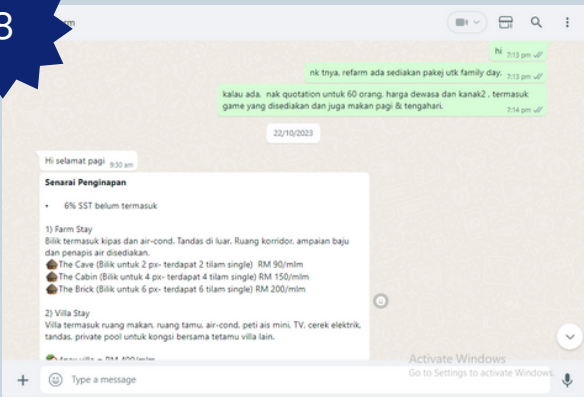 3
hi 7:13 pm
nk tnya, refarm ada sediakan pakej utk family day. 7:13 pm
kalau ada, nak quotation untuk 60 orang, harga dewasa dan kanak2 , termasuk
game yang disediakan dan juga makan pagi & tengahari. 7:14 pm
22/10/2023
Hi selamat pagi 9:30 am
Senarai Penginapan
• 6% SST belum termasuk
1) Farm Stay
Bilik termasuk kipas dan air-cond. Tandas di luar. Ruang korridor, ampaian baju
dan penapis air disediakan.
The Cave (Bilik untuk 2 px- terdapat 2 tilam single) RM 90/mlm
The Cabin (Bilik untuk 4 px- terdapat 4 tilam single) RM 150/mlm
The Brick (Bilik untuk 6 px- terdapat 6 tilam single) RM 200/mlm
2) Villa Stay
Villa termasuk ruang makan, ruang tamu, air-cond, peti ais mini, TV, cerek elektrik,
tandas, private pool untuk kongsi bersama tetamu villa lain.
Activate Windows
Go to Settings to activate Windows.
Type a message